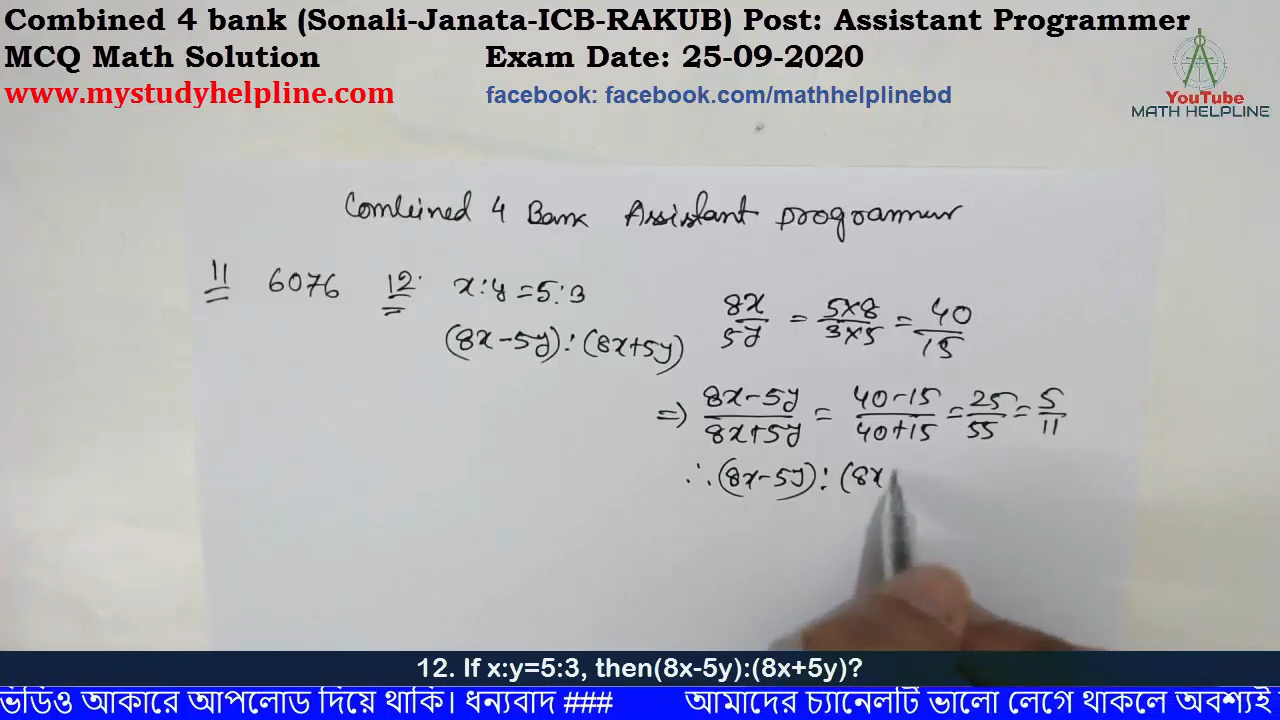 Combined 4 bank (Sonali-Janata-ICB-RAKUB) Post: Assistant Programmer
MCQ Math Solution Exam Date: 25-09-2020
www.mystudyhelpline.com facebook: facebook.com/mathhelplinebd
YouTube
MATH HELPLINE
Combined 4 Bank Assistant programmer
11 6076 12. x:y=5:3
(8x-5y):(8x+5y)
8x/5y = 5×8/3×5 = 40/15
=) 8x-5y/8x+5y = 40-15/40+15 = 25/55 = 5/11
∴(8x-5y):(8x
12. If x:y=5:3, then(8x-5y):(8x+5y)?
ভিডিও আকারে আপলোড দিয়ে থাকি। ধন্যবাদ ### আমাদের চ্যানেলটি ভালো লেগে থাকলে অবশ্যই